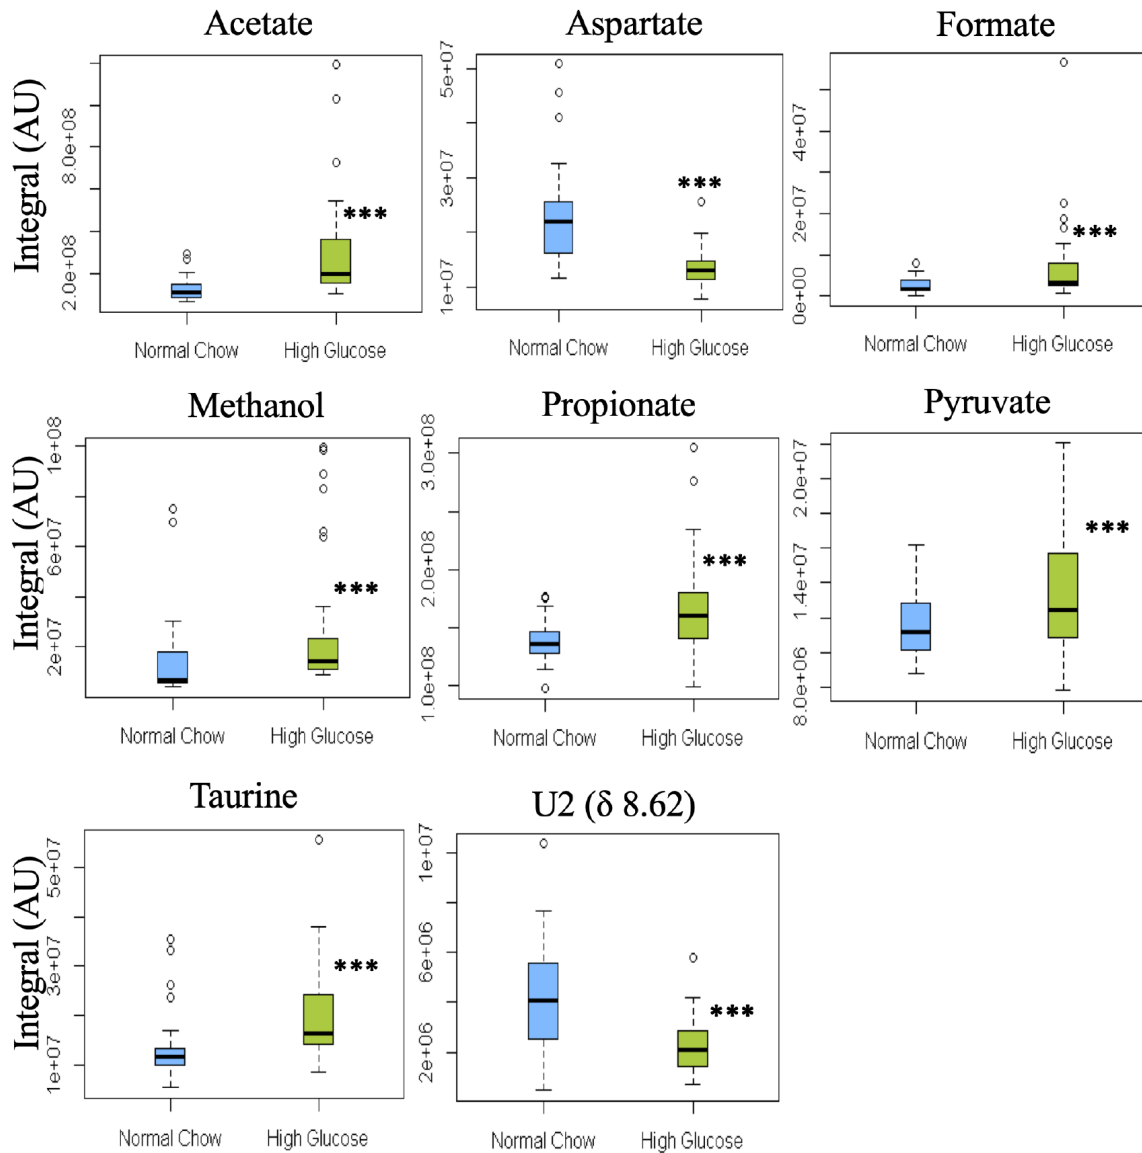 Acetate
Aspartate
Formate
Integral (AU)
2.0e+08
8.0e+08
***
Normal Chow
High Glucose
1e+07
3e+07
5e+07
***
Normal Chow
High Glucose
0e+00
2e+07
4e+07
***
Normal Chow
High Glucose
Methanol
Propionate
Pyruvate
Integral (AU)
2e+07
6e+07
1e+08
***
Normal Chow
High Glucose
1.0e+08
2.0e+08
3.0e+08
***
Normal Chow
High Glucose
8.0e+06
1.4e+07
2.0e+07
***
Normal Chow
High Glucose
Taurine
U2 (δ 8.62)
Integral (AU)
1e+07
3e+07
5e+07
***
Normal Chow
High Glucose
2e+06
6e+06
1e+07
***
Normal Chow
High Glucose